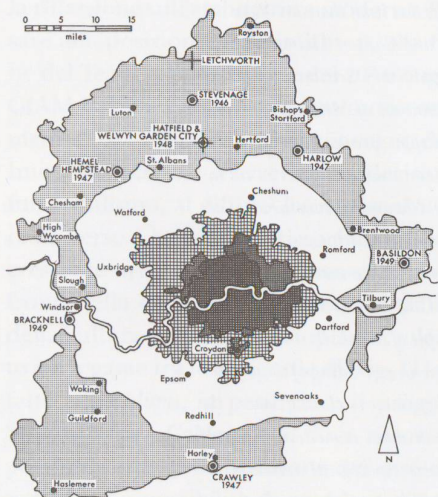 0 5 10 15
miles
Royston
LETCHWORTH
STEVENAGE
1946
Luton
Bishop's
Stortford
HATFIELD &
WELWYN GARDEN CITY
1948
Hertford
HEMEL
HEMPSTEAD
1947
St. Albans
HARLOW
1947
Chesham
Cheshunt
High
Wycombe
Watford
Brentwood
Romford
BASILDON
1949
Uxbridge
Slough
Tilbury
Windsor
BRACKNELL
1949
Dartford
Croydon
Epsom
Sevenoaks
Woking
Guildford
Redhill
Horley
CRAWLEY
1947
Haslemere
N